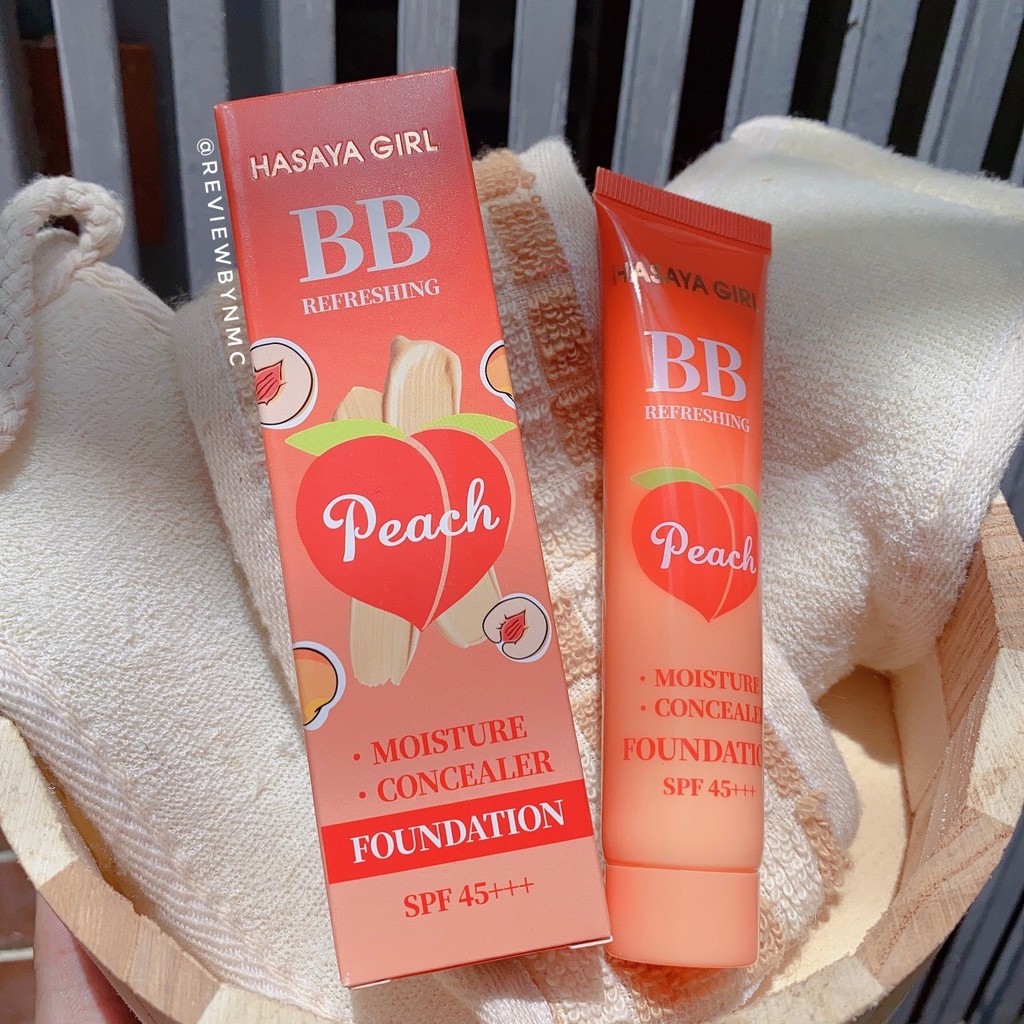 @REVIEWBYNMC
HASAYA GIRL
BB
REFRESHING
Peach
• MOISTURE
• CONCEALER
FOUNDATION
SPF 45+++
HASAYA GIRL
BB
REFRESHING
Peach
• MOISTURE
• CONCEALER
FOUNDATIO
SPF 45+++